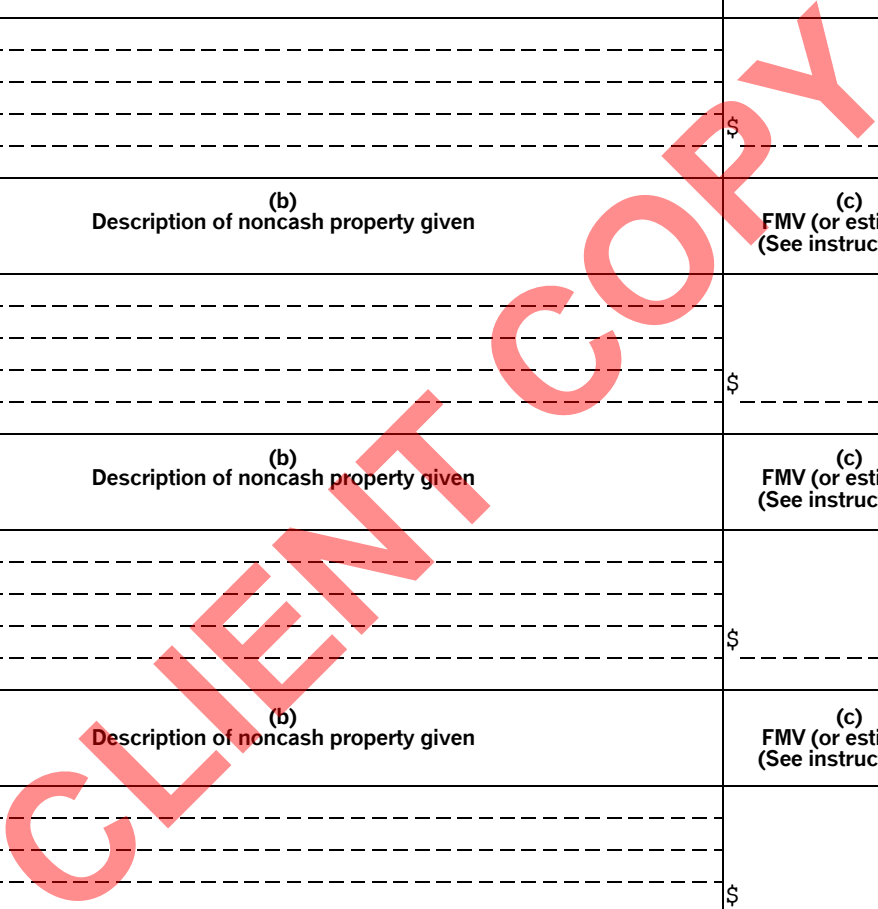 $
(b)
Description of noncash property given
(c)
FMV (or esti
(See instruc
$
(b)
Description of noncash property given
(c)
FMV (or esti
(See instruc
$
(b)
Description of noncash property given
(c)
FMV (or esti
(See instruc
$
CLIENT COPY